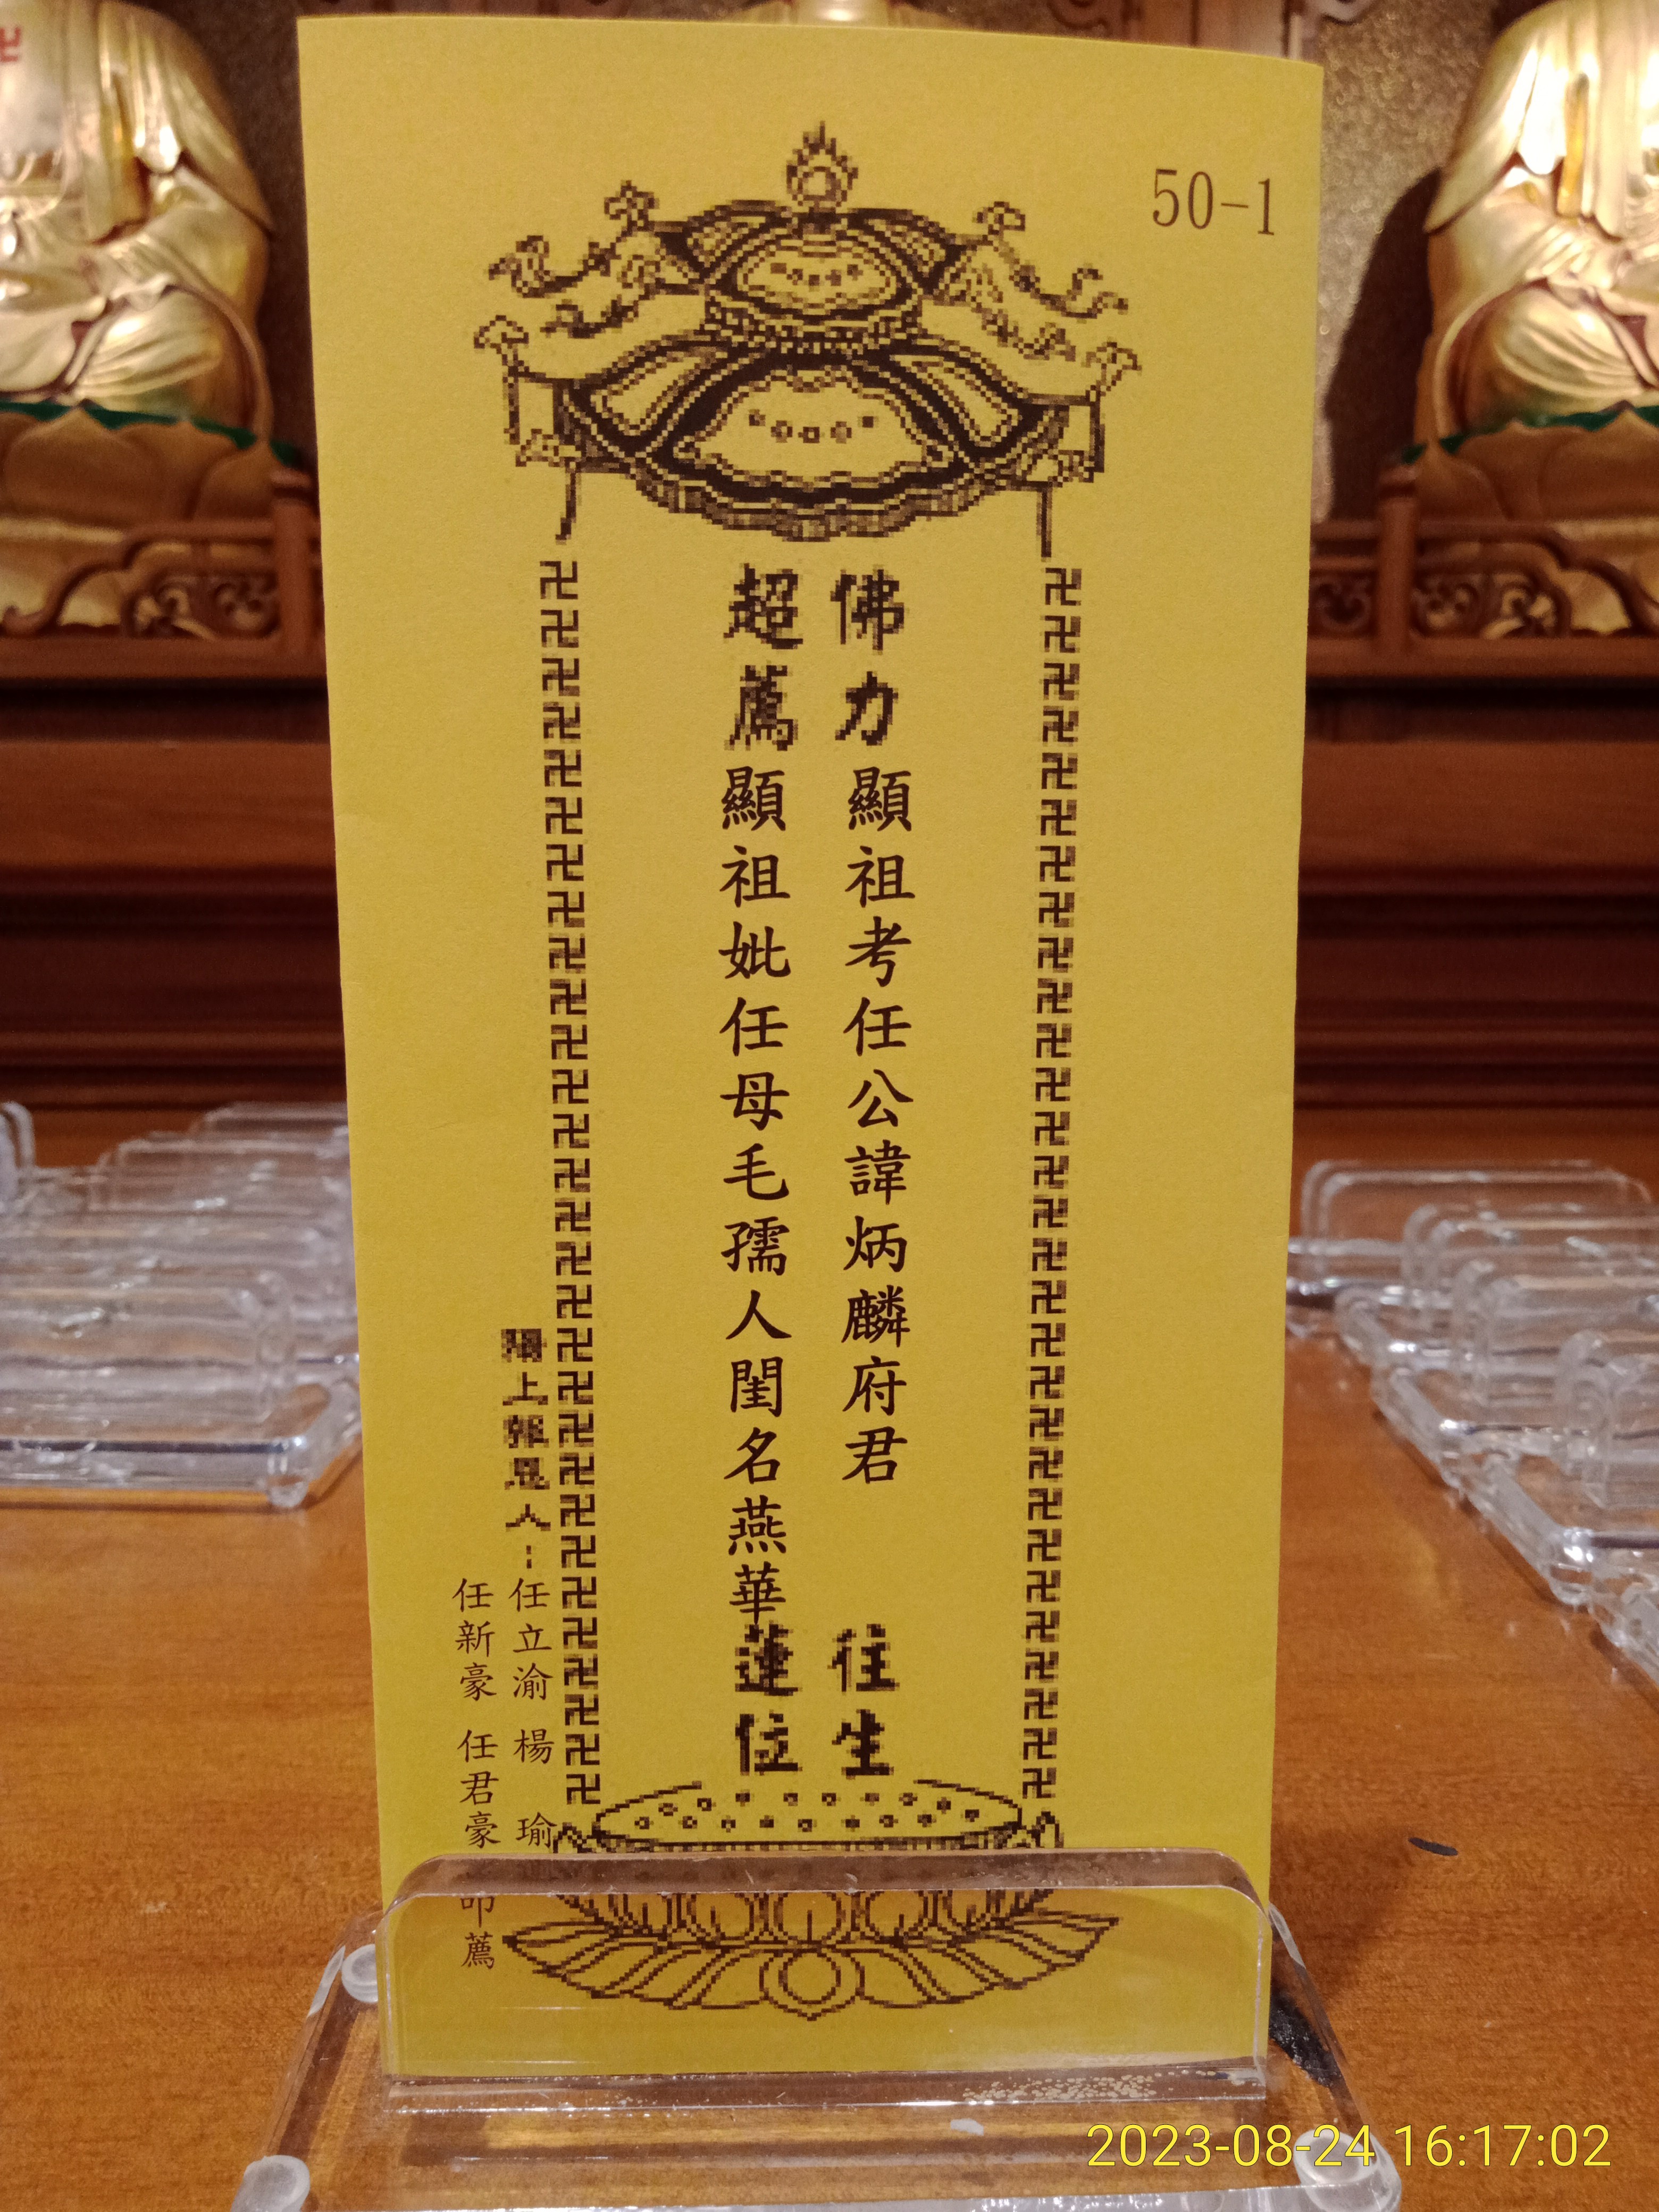 50-1
佛力顯祖考任公諱炳麟府君往生
超薦顯祖妣任母毛孺人閨名燕華蓮位
陽上報恩人：任立渝 楊瑜
任新豪 任君豪 叩薦
2023-08-24 16:17:02